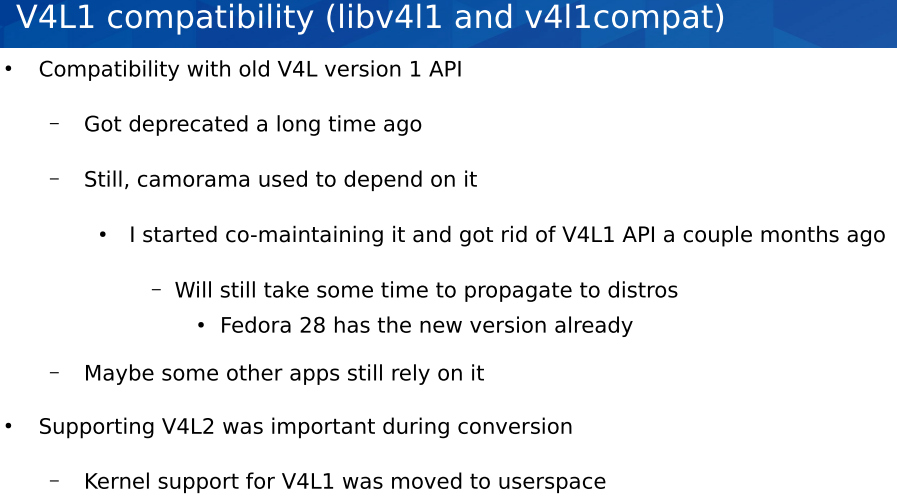 V4L1 compatibility (libv4l1 and v4l1compat)
• Compatibility with old V4L version 1 API
– Got deprecated a long time ago
– Still, camorama used to depend on it
• I started co-maintaining it and got rid of V4L1 API a couple months ago
– Will still take some time to propagate to distros
• Fedora 28 has the new version already
– Maybe some other apps still rely on it
• Supporting V4L2 was important during conversion
– Kernel support for V4L1 was moved to userspace